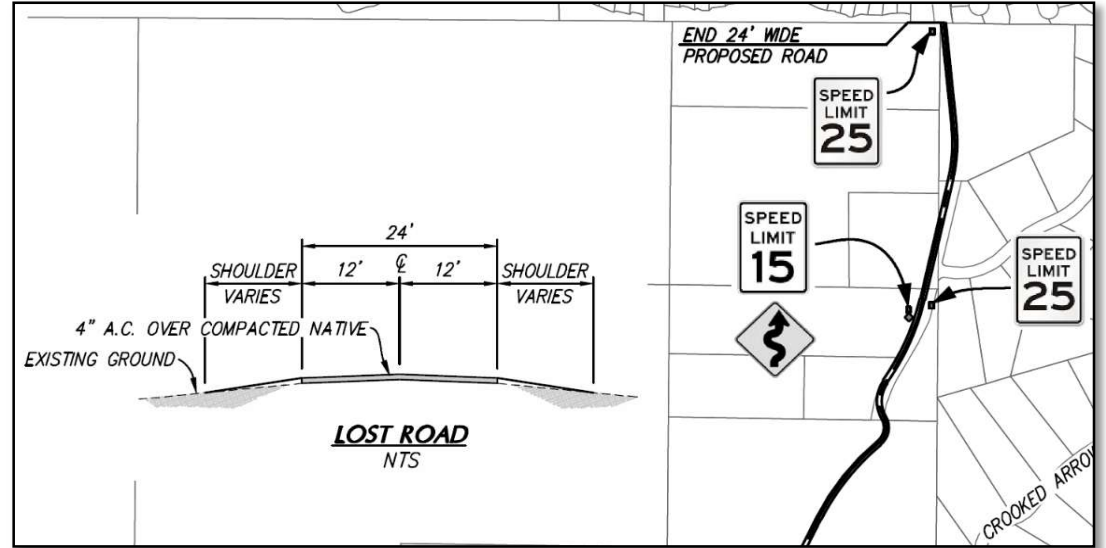 END 24' WIDE
PROPOSED ROAD
SPEED
LIMIT
25
SPEED
LIMIT
15
SPEED
LIMIT
25
24'
SHOULDER
VARIES
12'
℄
12'
SHOULDER
VARIES
4" A.C. OVER COMPACTED NATIVE
EXISTING GROUND
LOST ROAD
NTS
CROOKED ARROW